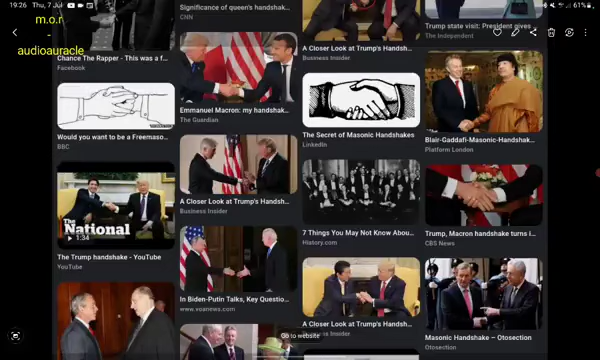 19:26 Thu, 7 Jul
61%
m.o.r
audioauracle
Chance The Rapper - This was a f...
Facebook
Would you want to be a Freemaso...
BBC
The National
1:34
The Trump handshake - YouTube
YouTube
Significance of queen's handshak...
CNN
Emmanuel Macron: my handshak...
The Guardian
A Closer Look at Trump's Handsh...
Business Insider
In Biden-Putin Talks, Key Questio...
www.voanews.com
A Closer Look at Trump's Handsh...
Business Insider
The Secret of Masonic Handshakes
LinkedIn
7 Things You May Not Know Abou...
History.com
A Closer Look at Trump's Handsh...
Insider
Go to website
Trump state visit: President gives ...
The Independent
Blair-Gaddafi-Masonic-Handshak...
Platform London
Trump, Macron handshake turns i...
CBS News
Masonic Handshake – Otosection
Otosection